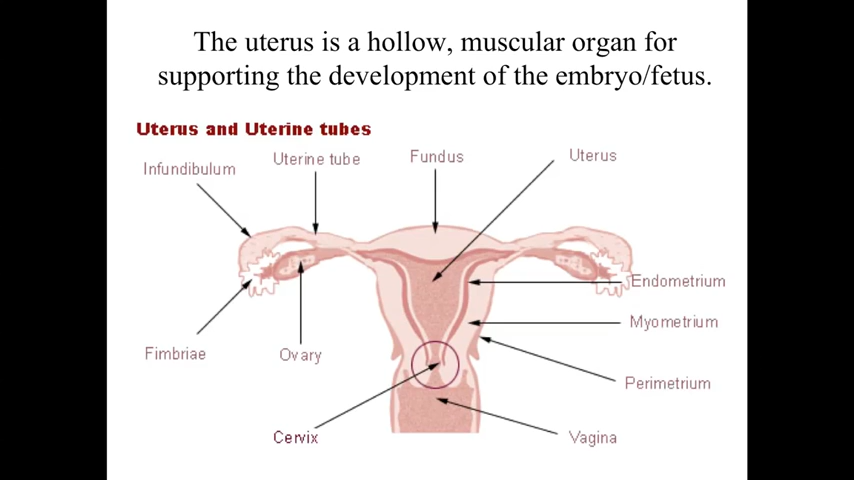 The uterus is a hollow, muscular organ for
supporting the development of the embryo/fetus.
Uterus and Uterine tubes
Infundibulum
Uterine tube
Fundus
Uterus
Endometrium
Myometrium
Fimbriae
Ovary
Perimetrium
Cervix
Vagina